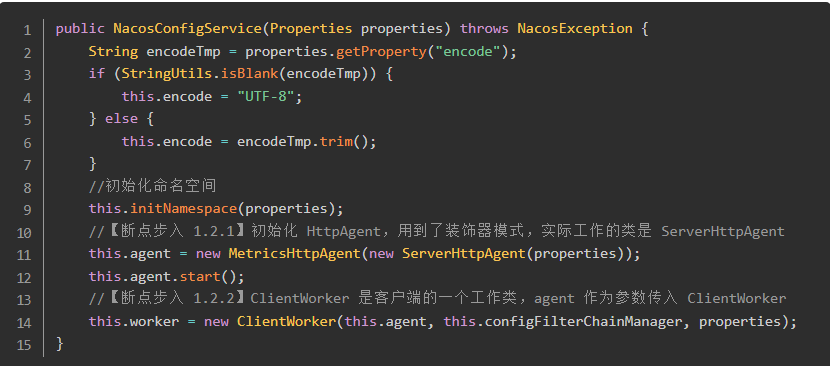 1 public NacosConfigService(Properties properties) throws NacosException {
2     String encodeTmp = properties.getProperty("encode");
3     if (StringUtils.isBlank(encodeTmp)) {
4         this.encode = "UTF-8";
5     } else {
6         this.encode = encodeTmp.trim();
7     }
8     //初始化命名空间
9     this.initNamespace(properties);
10     //【断点步入 1.2.1】初始化 HttpAgent，用到了装饰器模式，实际工作的类是 ServerHttpAgent
11     this.agent = new MetricsHttpAgent(new ServerHttpAgent(properties));
12     this.agent.start();
13     //【断点步入 1.2.2】ClientWorker 是客户端的一个工作类，agent 作为参数传入 ClientWorker
14     this.worker = new ClientWorker(this.agent, this.configFilterChainManager, properties);
15 }